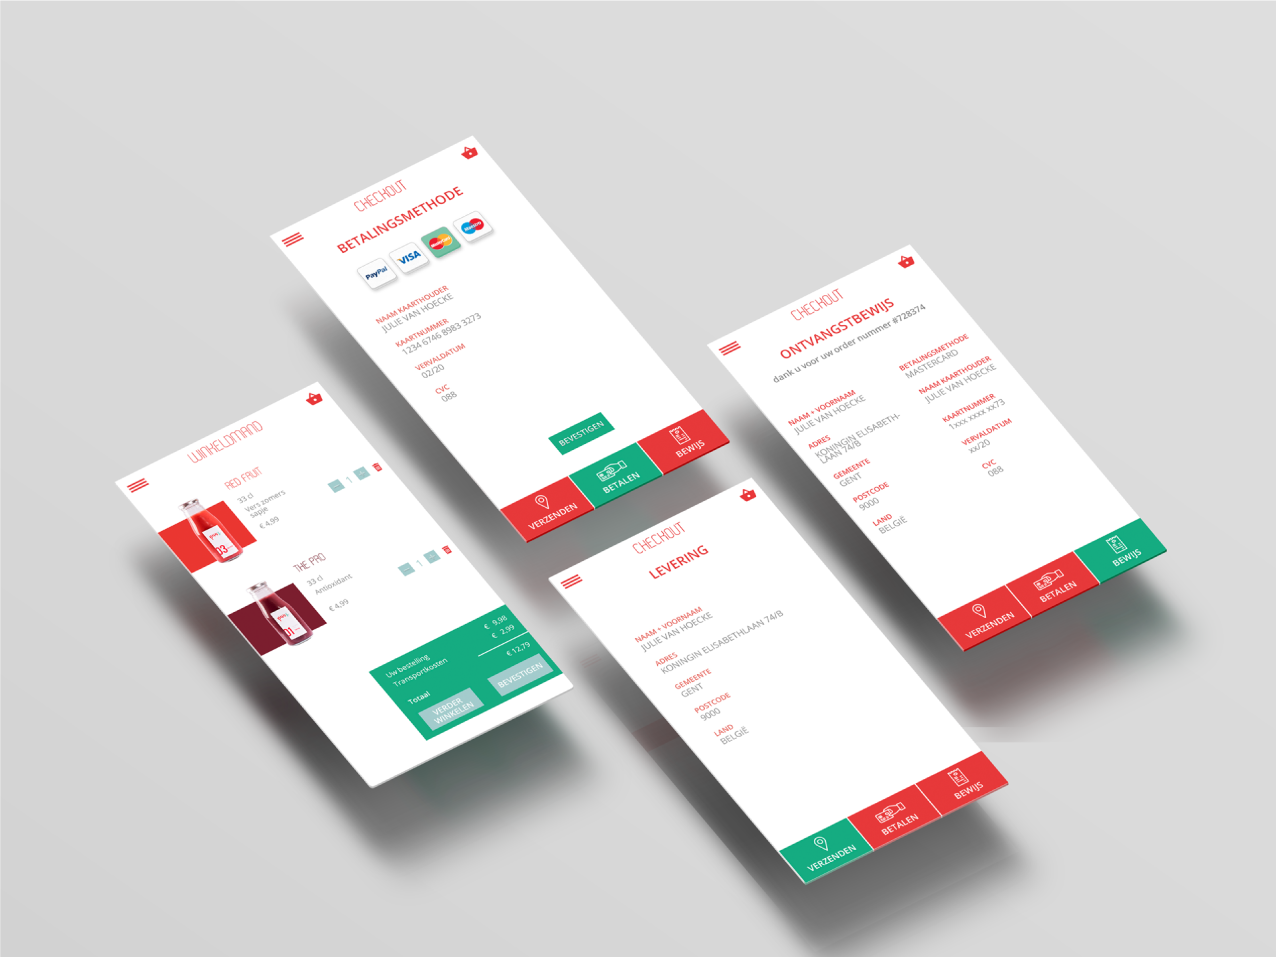 CHECKOUT
BETALINGSMETHODE
PayPal
VISA
MasterCard
Maestro
NAAM KAARTHOUDER
JULIE VAN HOECKE
KAARTNUMMER
1234 6746 8983 3273
VERVALDATUM
02/20
CVC
088
BEVESTIGEN
VERZENDEN
BETALEN
BEWIJS
CHECKOUT
ONTVANGSTBEWIJS
dank u voor uw order nummer #728374
NAAM + VOORNAAM
JULIE VAN HOECKE
ADRES
KONINGIN ELISABETH-
LAAN 74/B
GEMEENTE
GENT
POSTCODE
9000
LAND
BELGIË
BETALINGSMETHODE
MASTERCARD
NAAM KAARTHOUDER
JULIE VAN HOECKE
KAARTNUMMER
1xxx xxxx xx73
VERVALDATUM
xx/20
CVC
088
VERZENDEN
BETALEN
BEWIJS
WINKELDMAND
RED FRUIT
33 cl
Vers zomers
sapje
€ 4,99
1
03
THE PRO
33 cl
Antioxidant
€ 4,99
1
01
Uw bestelling € 9,98
Transportkosten € 2,99
Totaal € 12,79
VERDER
WINKELEN
BEVESTIGEN
CHECKOUT
LEVERING
NAAM + VOORNAAM
JULIE VAN HOECKE
ADRES
KONINGIN ELISABETHLAAN 74/B
GEMEENTE
GENT
POSTCODE
9000
LAND
BELGIË
VERZENDEN
BETALEN
BEWIJS